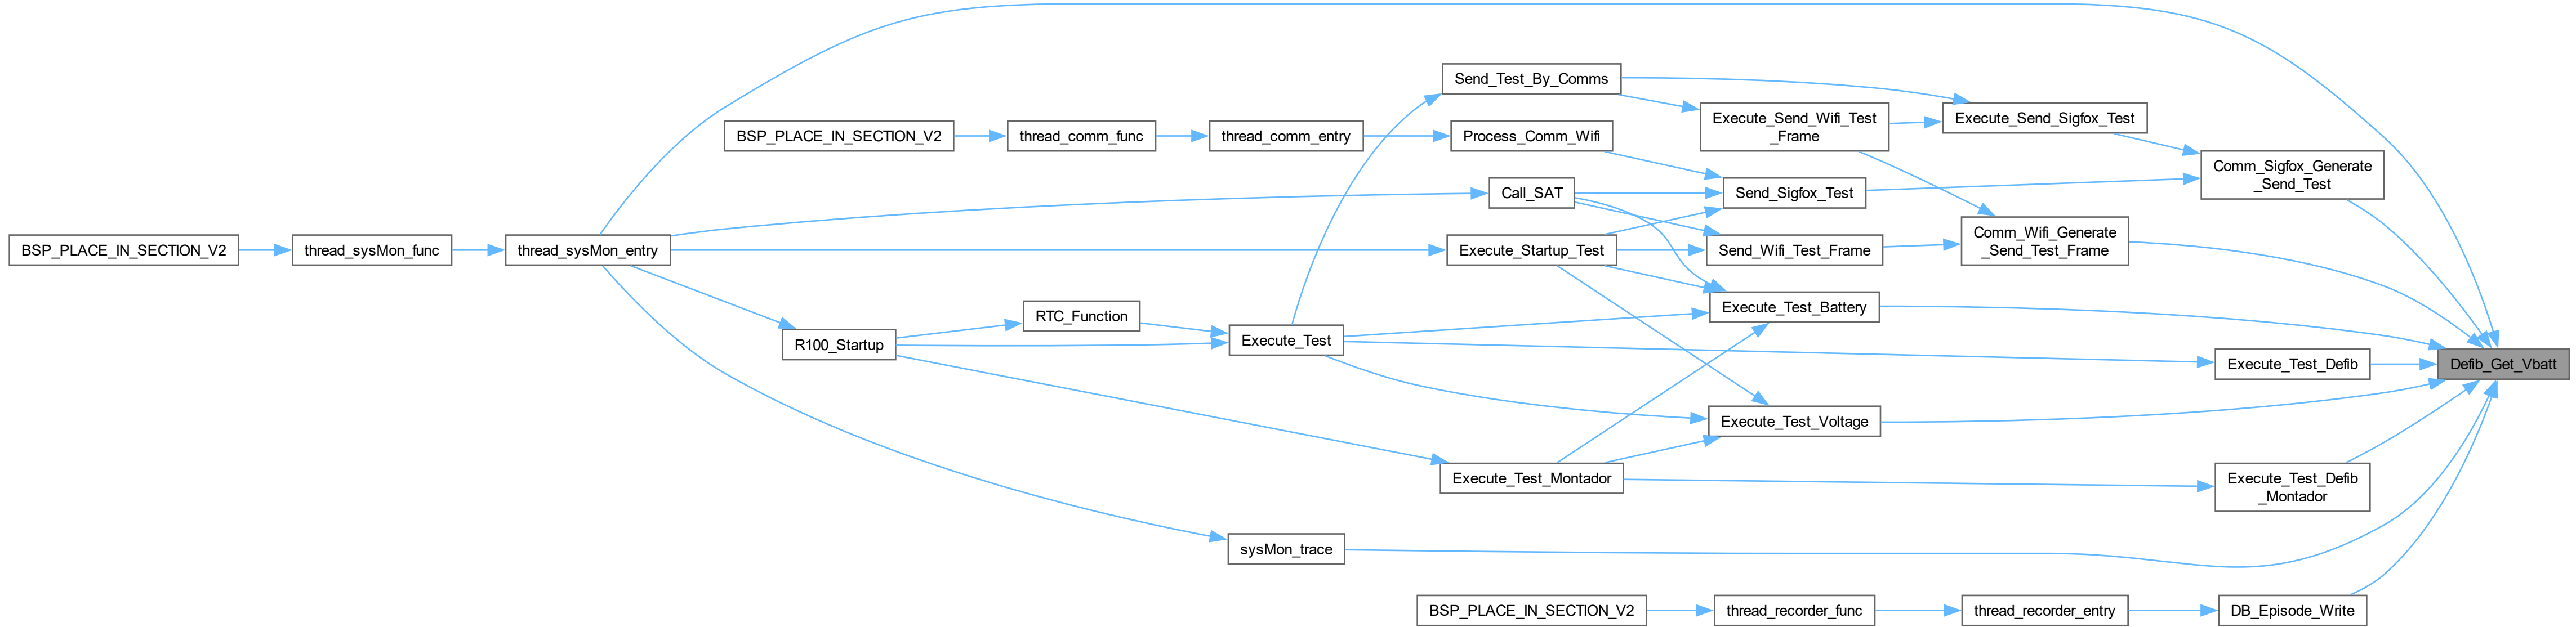 Send_Test_By_Comms
Execute_Send_Wifi_Test
_Frame
Execute_Send_Sigfox_Test
BSP_PLACE_IN_SECTION_V2
thread_comm_func
thread_comm_entry
Process_Comm_Wifi
Comm_Sigfox_Generate
_Send_Test
Call_SAT
Send_Sigfox_Test
BSP_PLACE_IN_SECTION_V2
thread_sysMon_func
thread_sysMon_entry
Execute_Startup_Test
Send_Wifi_Test_Frame
Comm_Wifi_Generate
_Send_Test_Frame
RTC_Function
Execute_Test_Battery
R100_Startup
Execute_Test
Execute_Test_Defib
Defib_Get_Vbatt
Execute_Test_Voltage
Execute_Test_Montador
Execute_Test_Defib
_Montador
sysMon_trace
BSP_PLACE_IN_SECTION_V2
thread_recorder_func
thread_recorder_entry
DB_Episode_Write